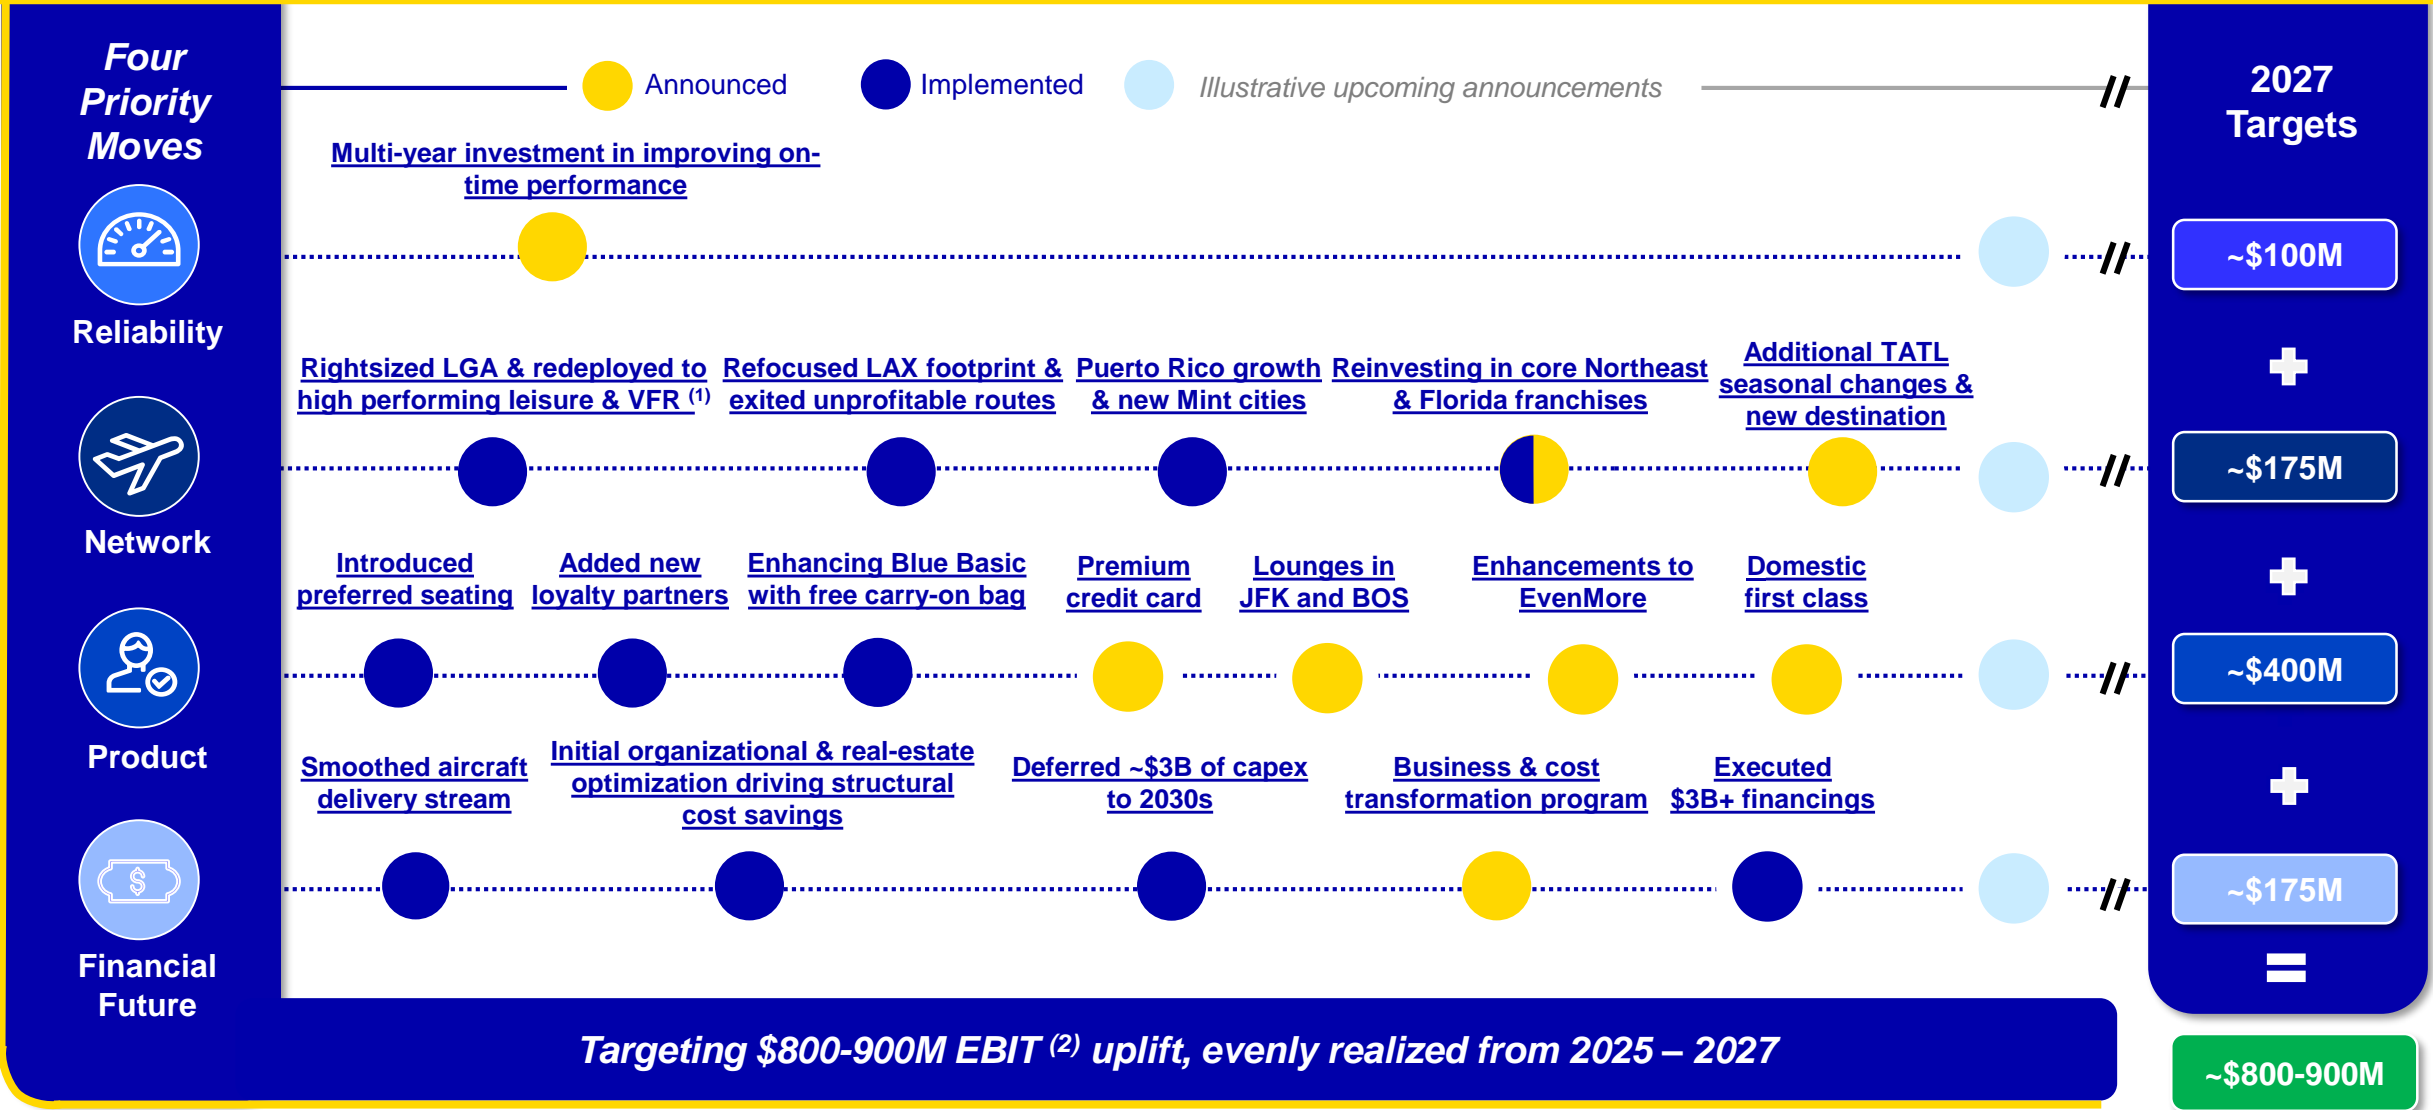 Four
Priority
Moves
Announced
Implemented
Illustrative upcoming announcements
2027
Targets
Multi-year investment in improving on-
time performance
Reliability
~$100M
Rightsized LGA & redeployed to
high performing leisure & VFR (1)
Refocused LAX footprint &
exited unprofitable routes
Puerto Rico growth
& new Mint cities
Reinvesting in core Northeast
& Florida franchises
Additional TATL
seasonal changes &
new destination
Network
~$175M
Introduced
preferred seating
Added new
loyalty partners
Enhancing Blue Basic
with free carry-on bag
Premium
credit card
Lounges in
JFK and BOS
Enhancements to
EvenMore
Domestic
first class
Product
~$400M
Smoothed aircraft
delivery stream
Initial organizational & real-estate
optimization driving structural
cost savings
Deferred ~$3B of capex
to 2030s
Business & cost
transformation program
Executed
$3B+ financings
$
Financial
Future
~$175M
Targeting $800-900M EBIT (2) uplift, evenly realized from 2025 – 2027
~$800-900M